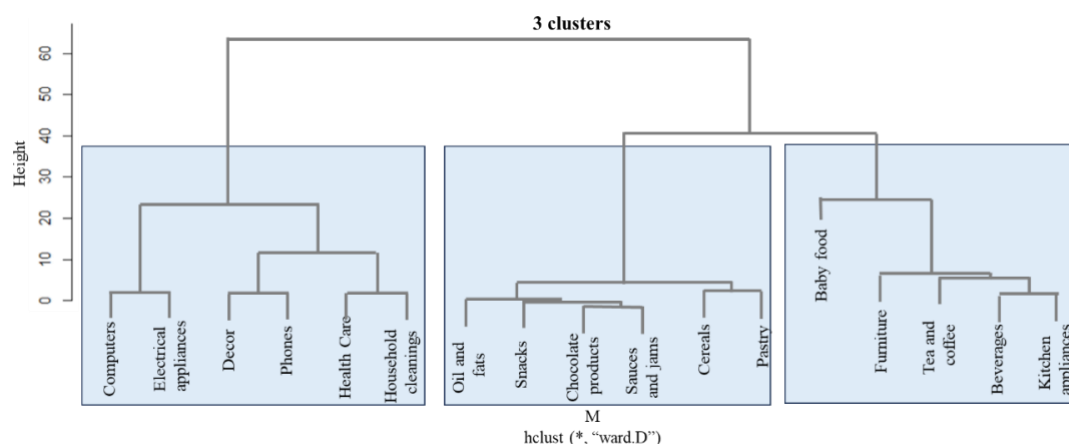 3 clusters
Height
60
50
40
30
20
10
0
Computers
Electrical
appliances
Decor
Phones
Health Care
Household
cleanings
Oil and
fats
Snacks
Chocolate
products
Sauces
and jams
Cereals
Pastry
Baby food
Furniture
Tea and
coffee
Beverages
Kitchen
appliances
M
hclust (*, “ward.D”)